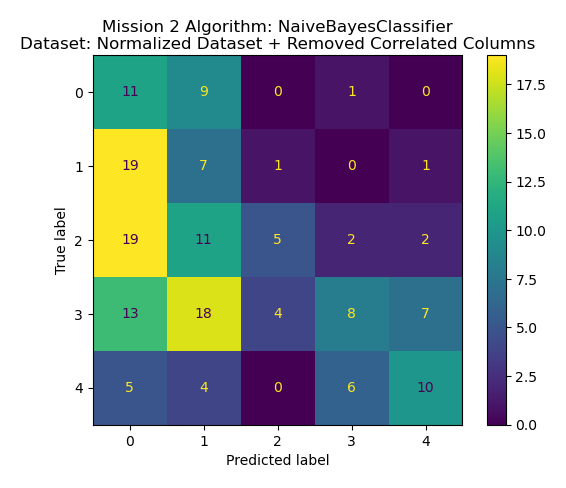 Mission 2 Algorithm: NaiveBayesClassifier
Dataset: Normalized Dataset + Removed Correlated Columns
True label
0 11 9 0 1 0
1 19 7 1 0 1
2 19 11 5 2 2
3 13 18 4 8 7
4 5 4 0 6 10
0 1 2 3 4
Predicted label
17.5
15.0
12.5
10.0
7.5
5.0
2.5
0.0